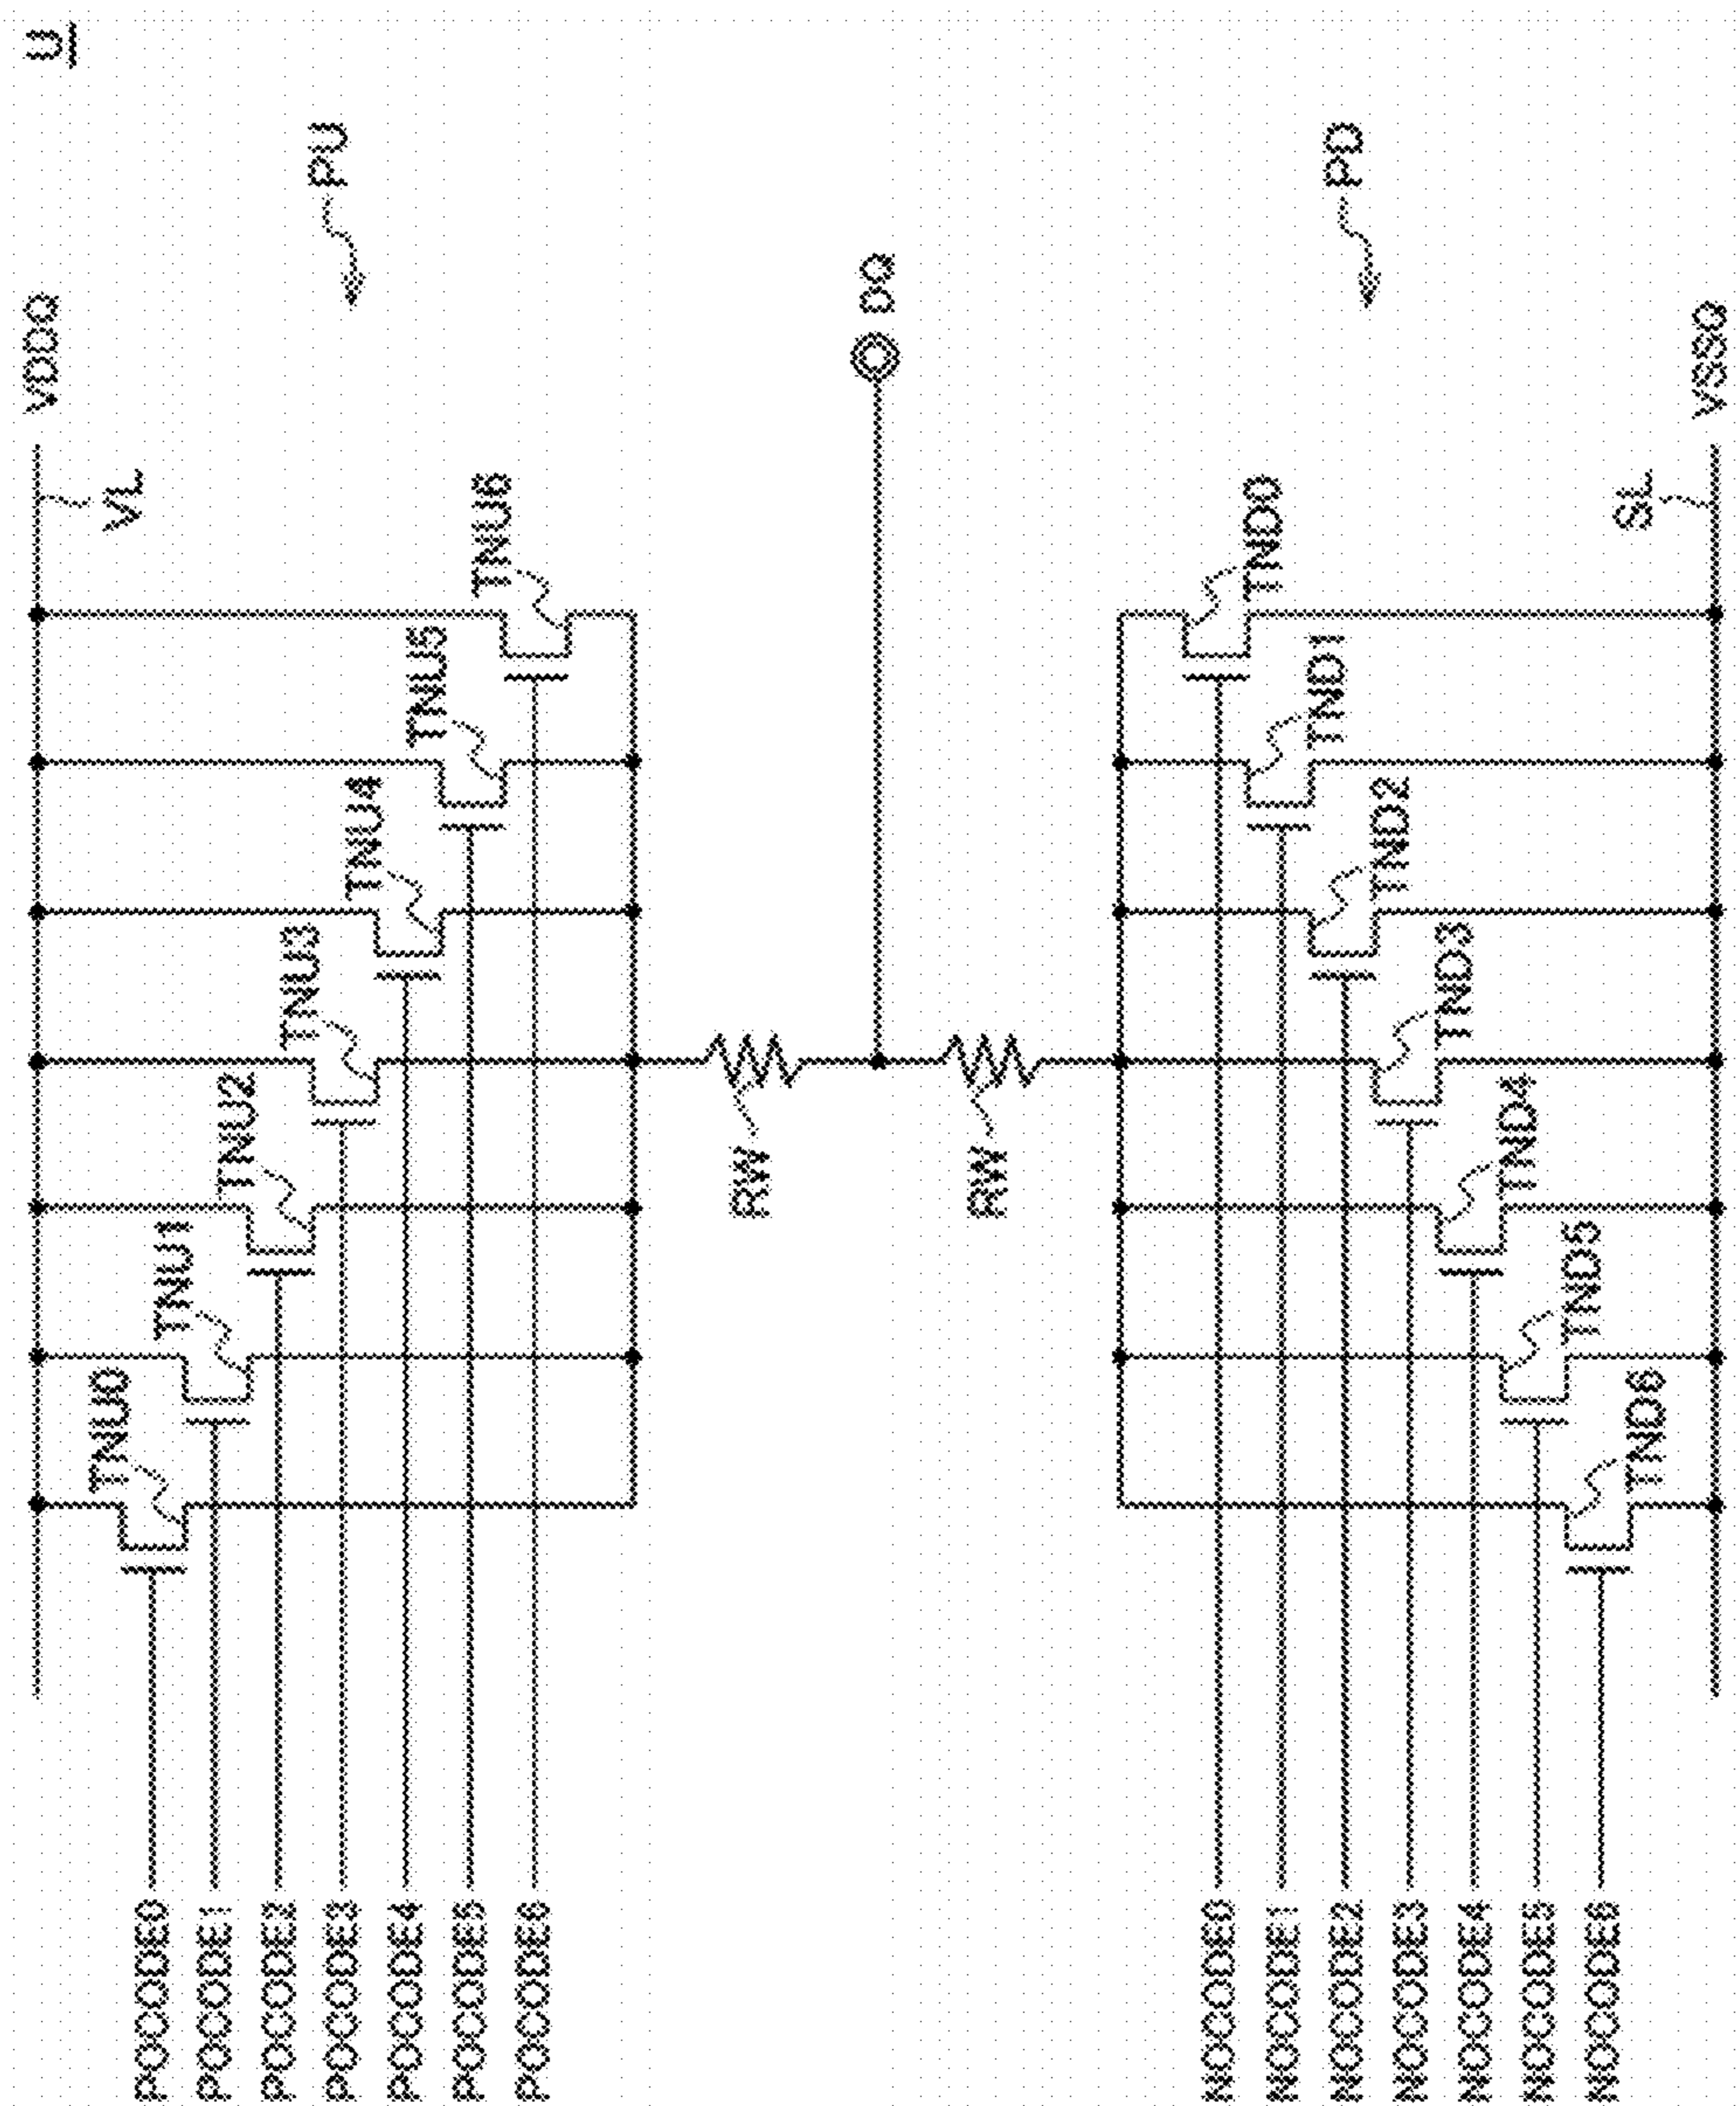 U
VDDQ
VL
PU
TNU0
TNU1
TNU2
TNU3
TNU4
TNU5
TNU6
POCODE0
POCODE1
POCODE2
POCODE3
POCODE4
POCODE5
POCODE6
RW
DQ
RW
PD
TND0
TND1
TND2
TND3
TND4
TND5
TND6
NOCODE0
NOCODE1
NOCODE2
NOCODE3
NOCODE4
NOCODE5
NOCODE6
SL
VSSQ